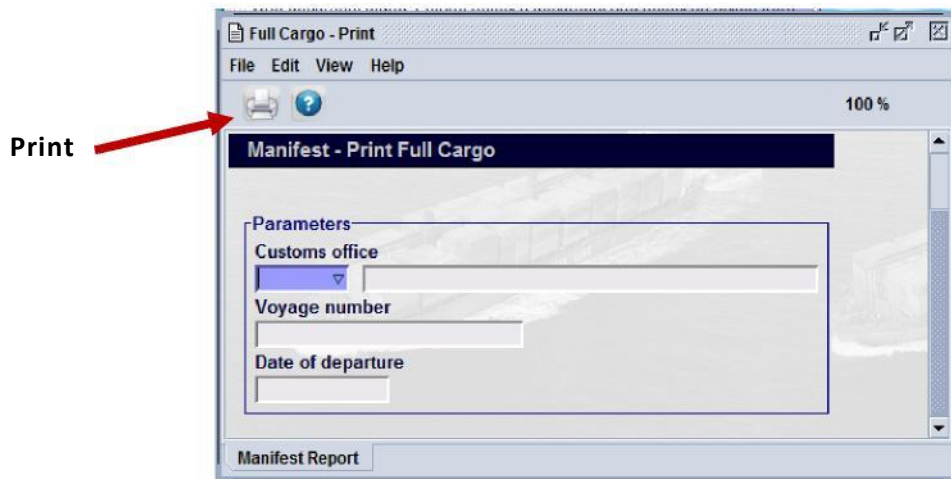 Full Cargo - Print
File Edit View Help
100 %
Print
Manifest - Print Full Cargo
Parameters
Customs office
Voyage number
Date of departure
Manifest Report